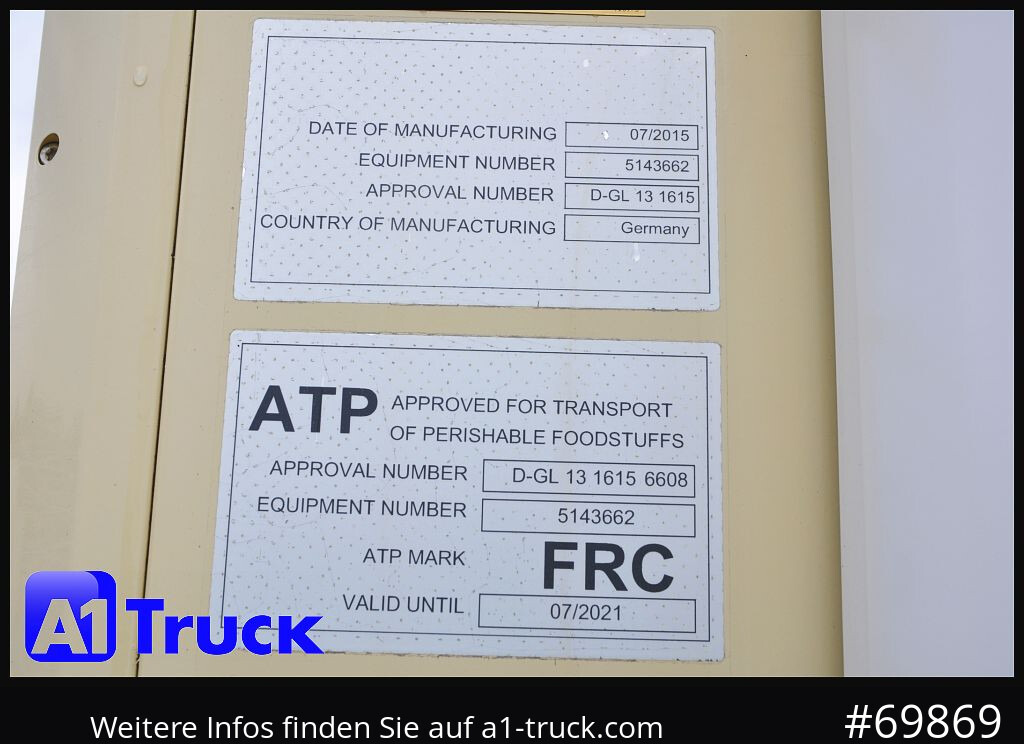 DATE OF MANUFACTURING 07/2015
EQUIPMENT NUMBER 5143662
APPROVAL NUMBER D-GL 13 1615
COUNTRY OF MANUFACTURING Germany
ATP APPROVED FOR TRANSPORT
OF PERISHABLE FOODSTUFFS
APPROVAL NUMBER D-GL 13 1615 6608
EQUIPMENT NUMBER 5143662
ATP MARK FRC
VALID UNTIL 07/2021
A1 Truck
Weitere Infos finden Sie auf a1-truck.com #69869